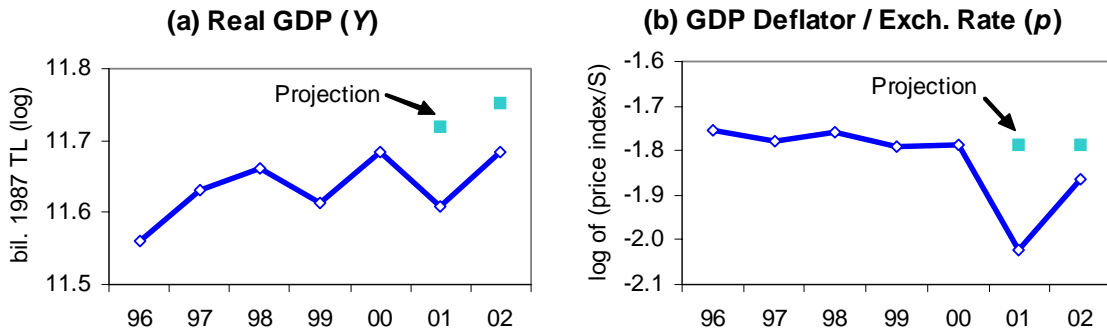 (a) Real GDP (Y)
bil. 1987 TL (log)
11.8
11.7
11.6
11.5
Projection
96 97 98 99 00 01 02
(b) GDP Deflator / Exch. Rate (p)
log of (price index/S)
-1.6
-1.7
-1.8
-1.9
-2.0
-2.1
Projection
96 97 98 99 00 01 02